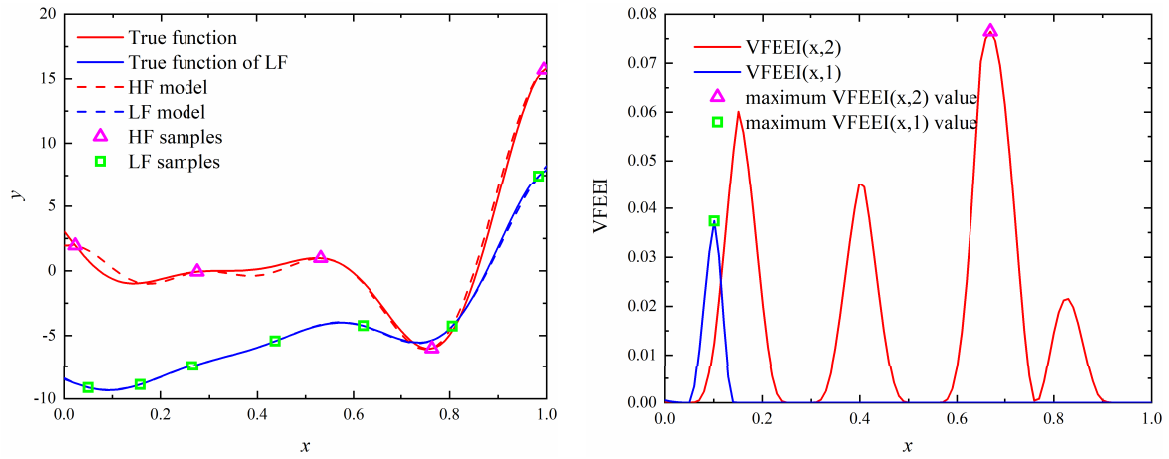 20
15
10
5
0
-5
-10
0.0 0.2 0.4 0.6 0.8 1.0
y
x
True function
True function of LF
HF model
LF model
HF samples
LF samples
0.08
0.07
0.06
0.05
0.04
0.03
0.02
0.01
0.00
0.0 0.2 0.4 0.6 0.8 1.0
VFEEI
x
VFEEI(x,2)
VFEEI(x,1)
maximum VFEEI(x,2) value
maximum VFEEI(x,1) value